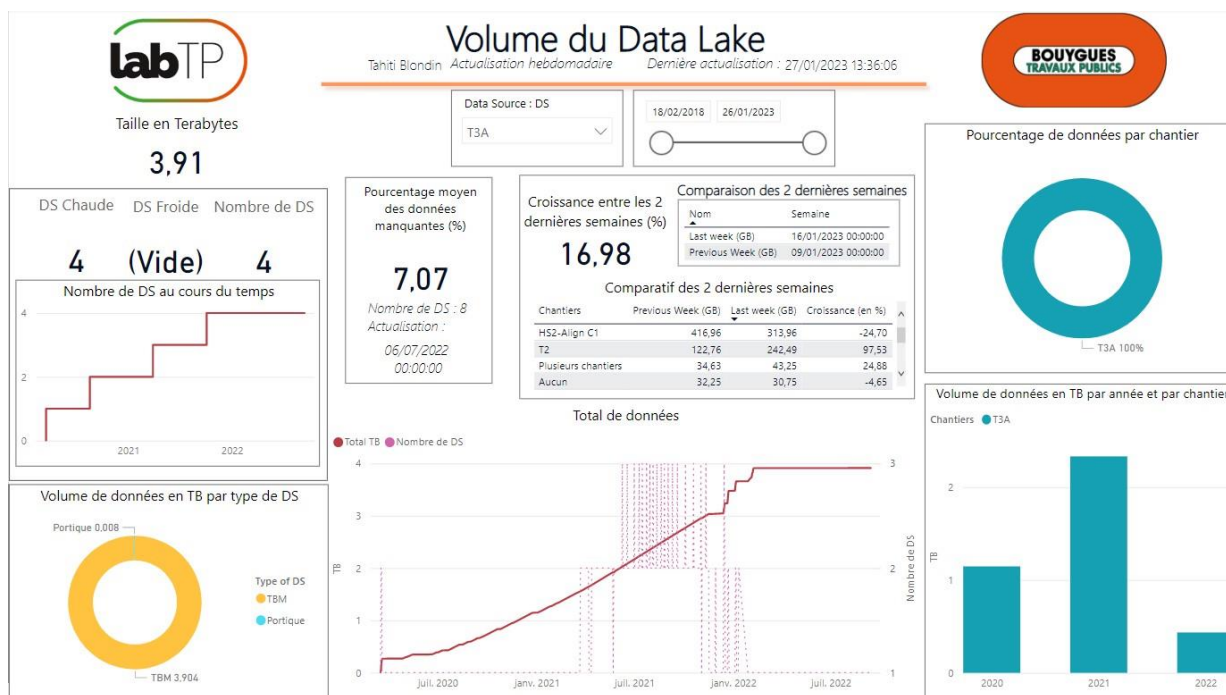 labTP
Volume du Data Lake
Tahiti Blondin Actualisation hebdomadaire Dernière actualisation : 27/01/2023 13:36:06
BOUYGUES
TRAVAUX PUBLICS
Taille en Terabytes
3,91
Data Source : DS
T3A
18/02/2018 26/01/2023
DS Chaude DS Froide Nombre de DS
4 (Vide) 4
Nombre de DS au cours du temps
4
2
0
2021 2022
Pourcentage moyen
des données
manquantes (%)
7,07
Nombre de DS : 8
Actualisation :
06/07/2022
00:00:00
Croissance entre les 2
dernières semaines (%)
16,98
Comparaison des 2 dernières semaines
Nom Semaine
Last week (GB) 16/01/2023 00:00:00
Previous Week (GB) 09/01/2023 00:00:00
Comparatif des 2 dernières semaines
Chantiers Previous Week (GB) Last week (GB) Croissance (en %)
HS2-Align C1 416,96 313,96 -24,70
T2 122,76 242,49 97,53
Plusieurs chantiers 34,63 43,25 24,88
Aucun 32,25 30,75 -4,65
Pourcentage de données par chantier
T3A 100%
Volume de données en TB par type de DS
Portique 0,008
Type of DS
TBM
Portique
TBM 3,904
Total de données
Total TB Nombre de DS
4 3
3
2 2
1
0 1
TB
Nombre de DS
juil. 2020 janv. 2021 juil. 2021 janv. 2022 juil. 2022
Volume de données en TB par année et par chantier
Chantiers T3A
2
1
0
TB
2020 2021 2022